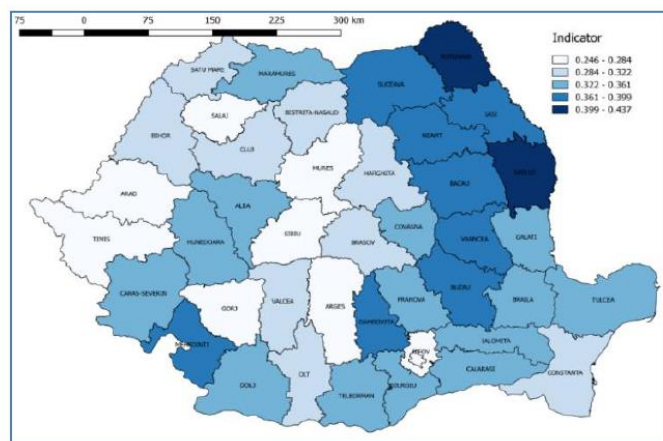 75 0 75 150 225 300 km
Indicator
0.246 - 0.284
0.284 - 0.322
0.322 - 0.361
0.361 - 0.399
0.399 - 0.437
SATU MARE
MARAMURES
SUCEAVA
SALAJ
BISTRITA-NASAUD
IASI
BIHOR
CLUJ
NEAMT
MURES
HARGHITA
BACAU
VASLUI
ARAD
ALBA
TIMIS
HUNEDOARA
SIBIU
BRASOV
COVASNA
VRANCEA
GALATI
CARAS-SEVERIN
GORJ
VALCEA
ARGES
PRAHOVA
BUZAU
BRAILA
TULCEA
DAMBOVITA
MEHEDINTI
ILFOV
IALOMITA
DOLJ
OLT
TELEORMAN
GIURGIU
CALARASI
CONSTANTA